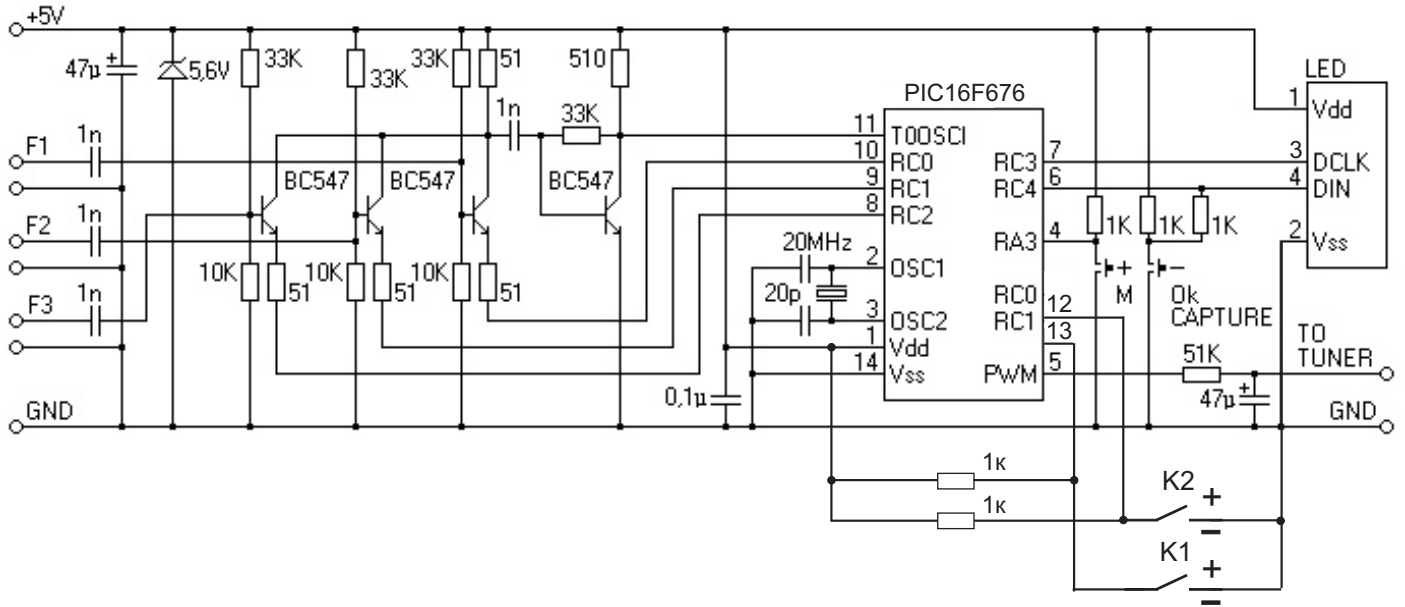 +5V
47µ
+
5,6V
33K
33K
33K
51
510
1n
33K
PIC16F676
LED
1
Vdd
1n
F1
BC547
BC547
BC547
11
T0OSCI
10
RC0
RC3
7
3
DCLK
9
RC1
RC4
6
4
DIN
8
RC2
1n
F2
1K
1K
1K
RA3
4
2
Vss
20MHz
2
OSC1
10K
51
10K
51
10K
51
+
M
-
Ok
CAPTURE
1n
F3
20p
3
OSC2
RC0
12
RC1
13
1
Vdd
14
Vss
PWM
5
51K
TO
TUNER
0,1µ
47µ
+
GND
GND
1к
1к
K2
+
-
K1
+
-